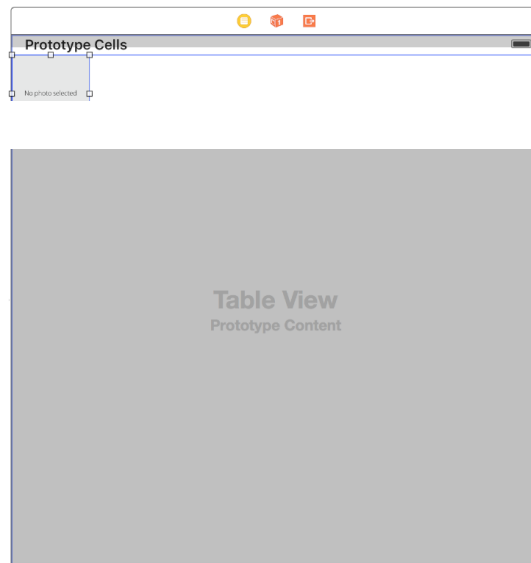 Prototype Cells
No photo selected
Table View
Prototype Content